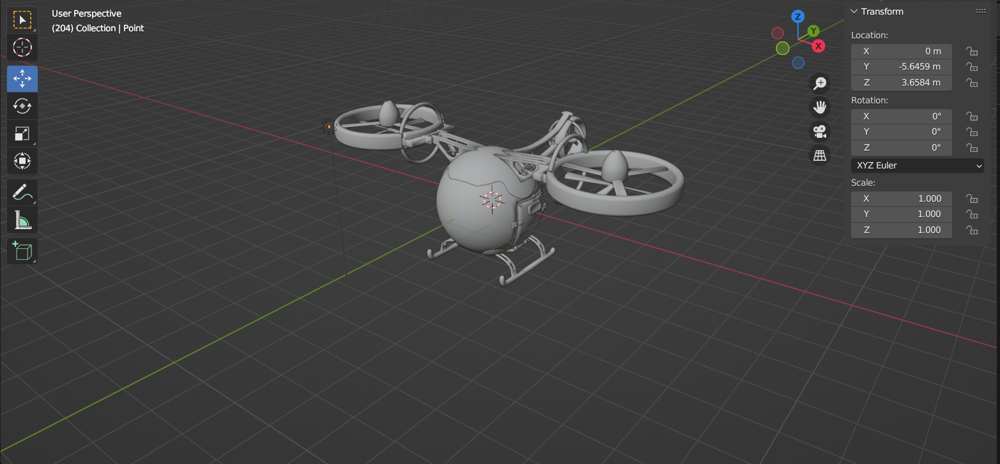 User Perspective
(204) Collection | Point
Z
Y
X
Transform
Location:
X 0 m
Y -5.6459 m
Z 3.6584 m
Rotation:
X 0°
Y 0°
Z 0°
XYZ Euler
Scale:
X 1.000
Y 1.000
Z 1.000